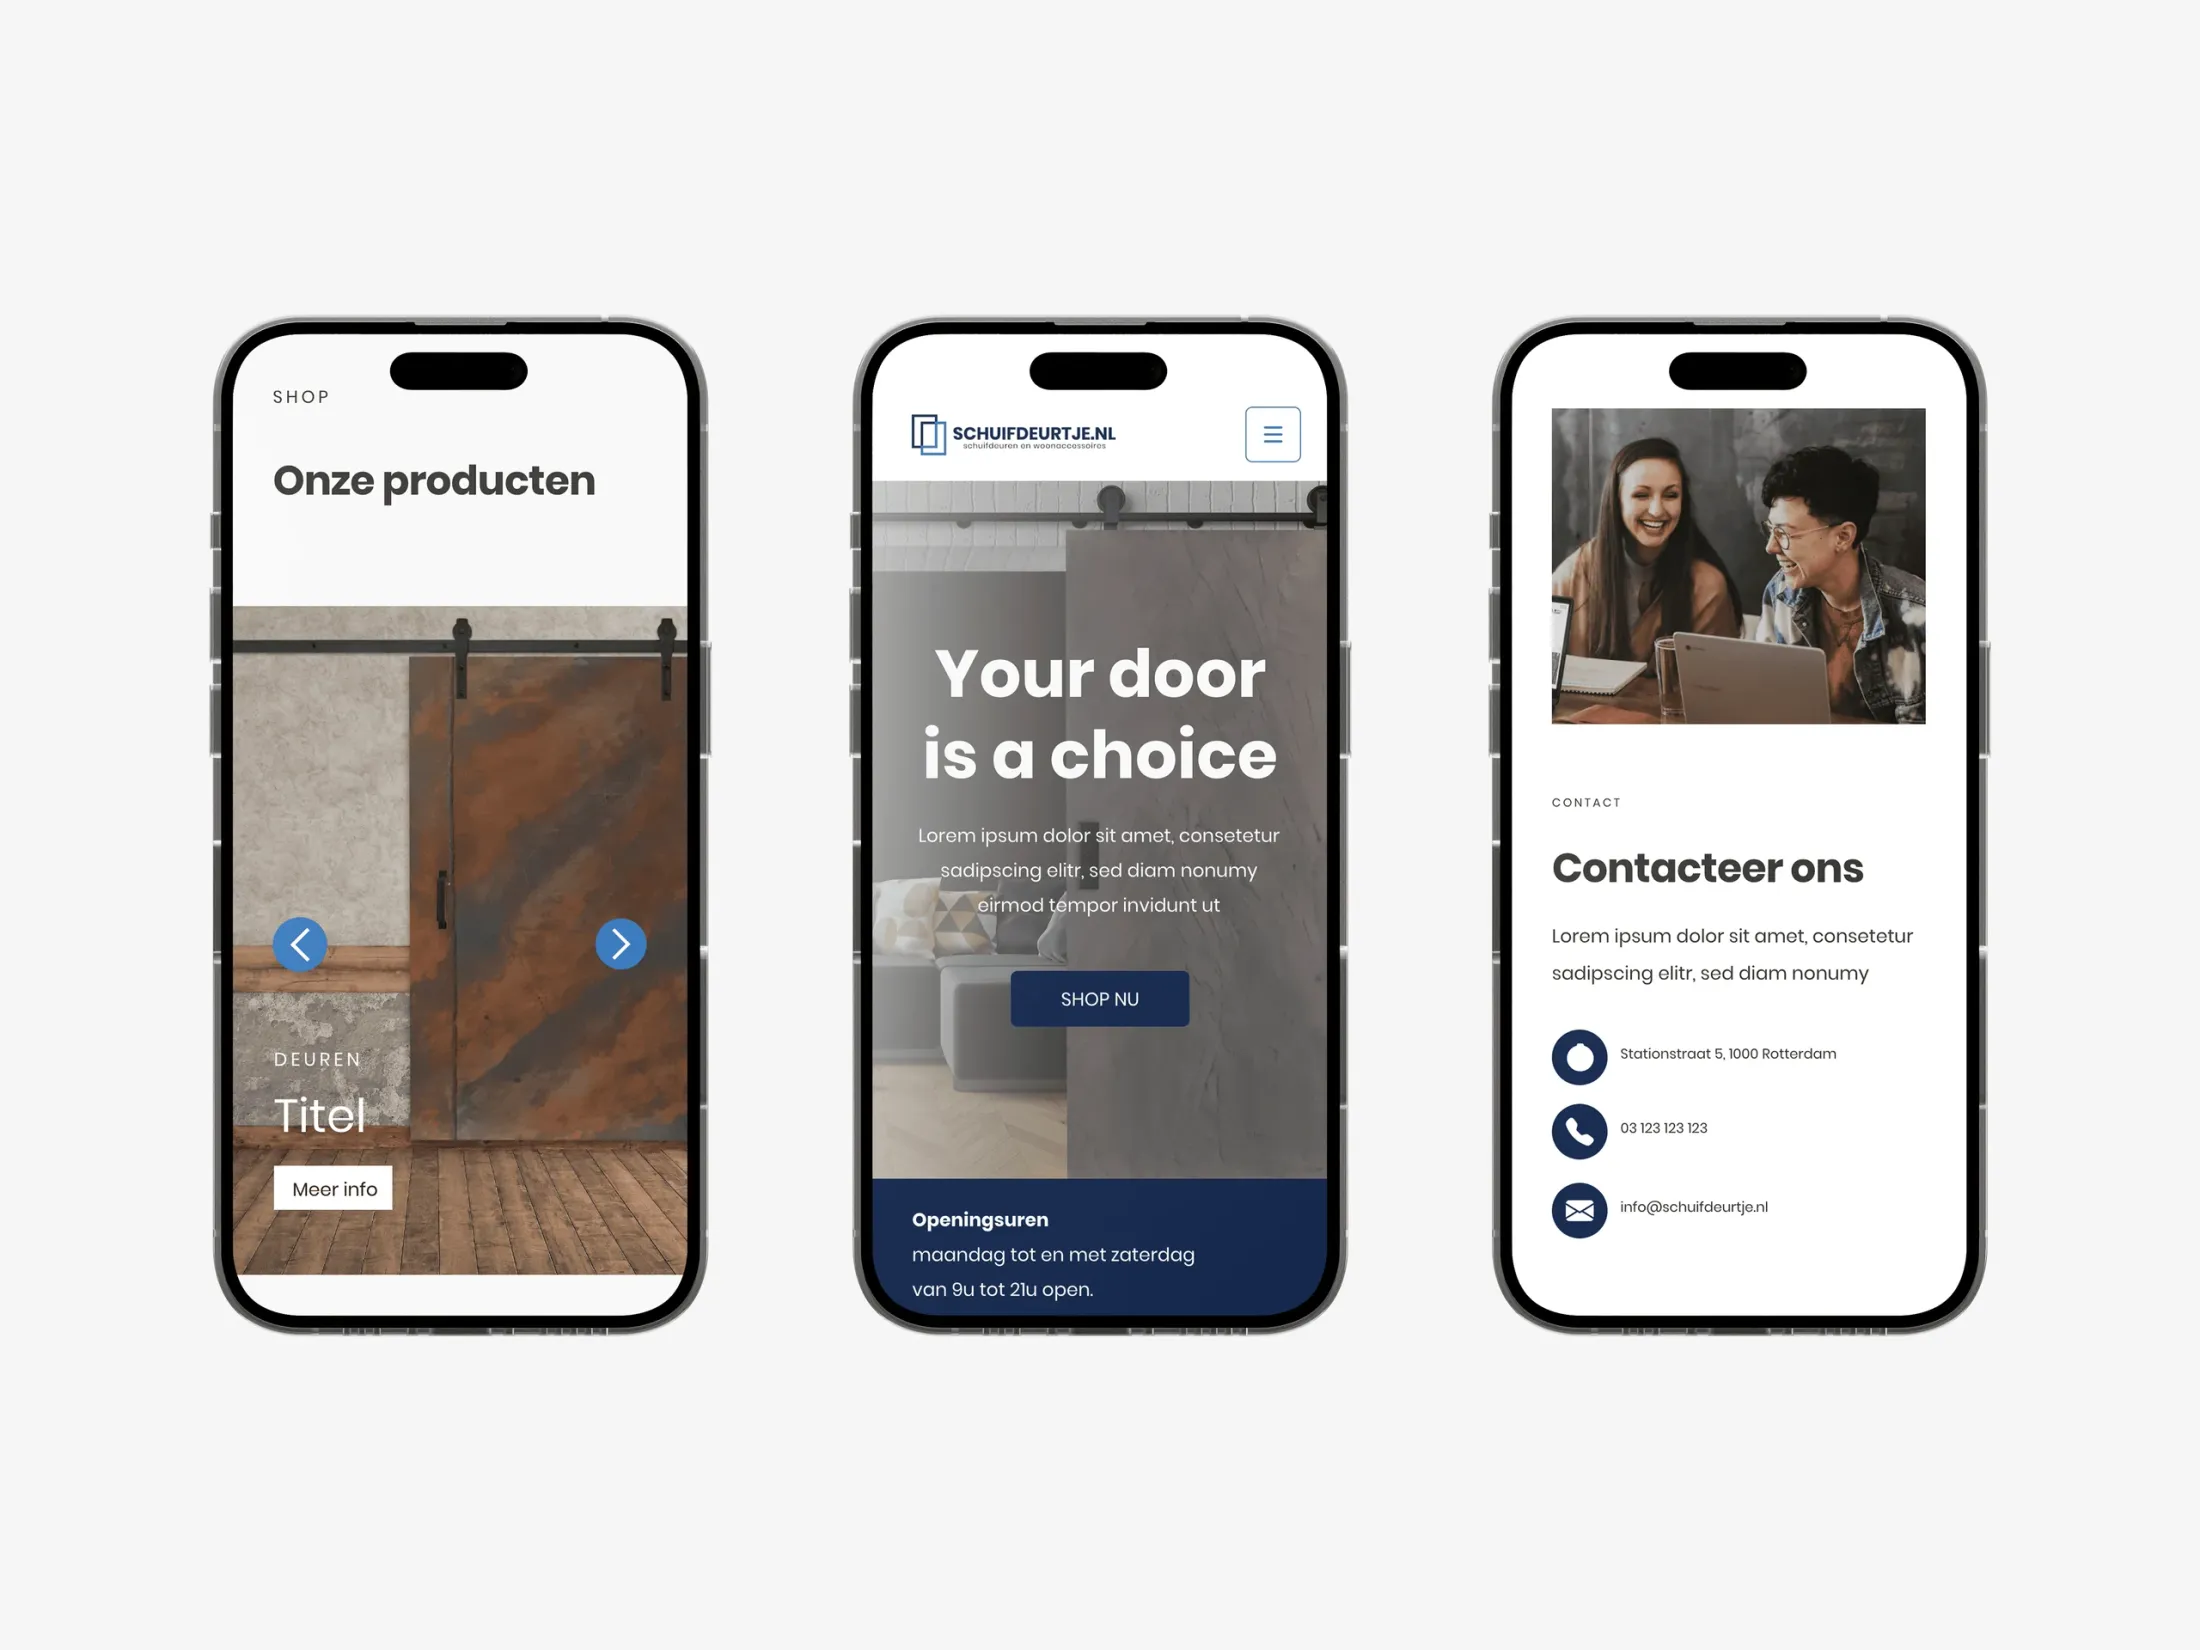 SHOP
Onze producten
DEUREN
Titel
Meer info
SCHUIFDEURTJE.NL
schuifdeuren en woonaccessoires
Your door
is a choice
Lorem ipsum dolor sit amet, consetetur
sadipscing elitr, sed diam nonumy
eirmod tempor invidunt ut
SHOP NU
Openingsuren
maandag tot en met zaterdag
van 9u tot 21u open.
CONTACT
Contacteer ons
Lorem ipsum dolor sit amet, consetetur
sadipscing elitr, sed diam nonumy
Stationstraat 5, 1000 Rotterdam
03 123 123 123
info@schuifdeurtje.nl